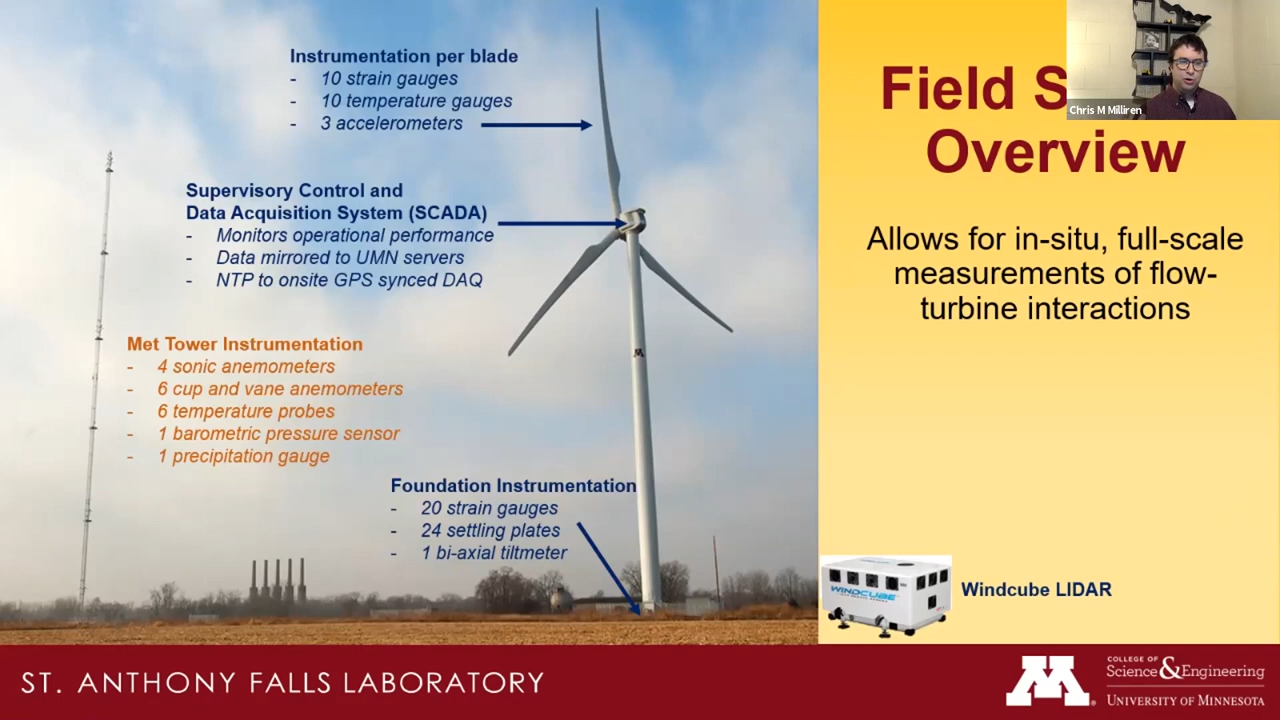 Instrumentation per blade
- 10 strain gauges
- 10 temperature gauges
- 3 accelerometers
Supervisory Control and
Data Acquisition System (SCADA)
- Monitors operational performance
- Data mirrored to UMN servers
- NTP to onsite GPS synced DAQ
Met Tower Instrumentation
- 4 sonic anemometers
- 6 cup and vane anemometers
- 6 temperature probes
- 1 barometric pressure sensor
- 1 precipitation gauge
Foundation Instrumentation
- 20 strain gauges
- 24 settling plates
- 1 bi-axial tiltmeter
Field
Overview
Chris M Milliren
Allows for in-situ, full-scale
measurements of flow-
turbine interactions
WINDCUBE
Windcube LIDAR
ST. ANTHONY FALLS LABORATORY
M
COLLEGE OF
Science & Engineering
UNIVERSITY OF MINNESOTA